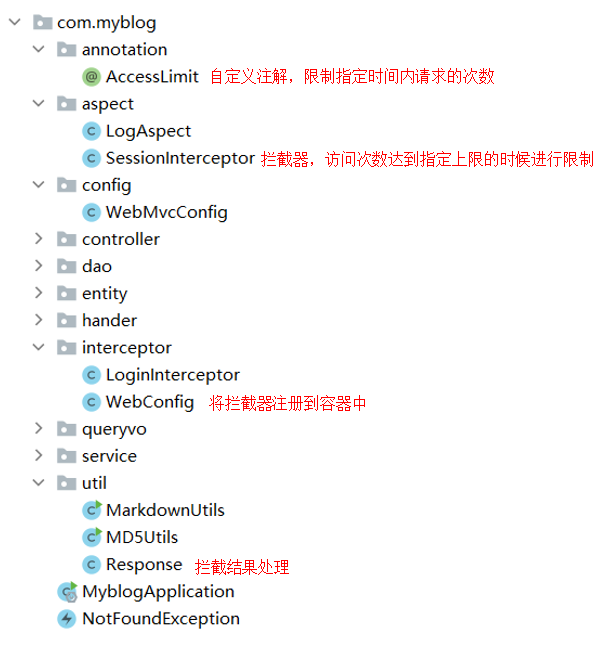 com.myblog
annotation
AccessLimit 自定义注解，限制指定时间内请求的次数
aspect
LogAspect
SessionInterceptor 拦截器，访问次数达到指定上限的时候进行限制
config
WebMvcConfig
controller
dao
entity
hander
interceptor
LoginInterceptor
WebConfig 将拦截器注册到容器中
queryvo
service
util
MarkdownUtils
MD5Utils
Response 拦截结果处理
MyblogApplication
NotFoundException